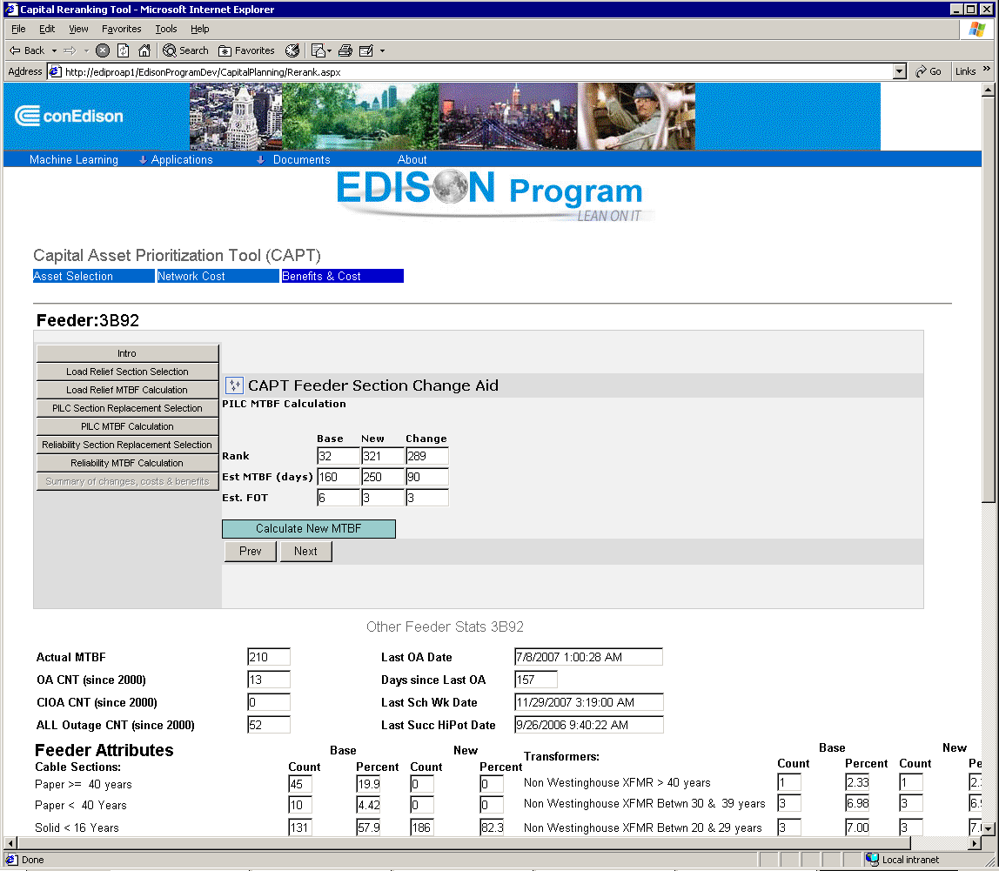 Capital Reranking Tool - Microsoft Internet Explorer
File Edit View Favorites Tools Help
Back Search Favorites
Address http://ediproap1/EdisonProgramDev/CapitalPlanning/Rerank.aspx Go Links »
conEdison
Machine Learning Applications Documents About
EDISON Program
LEAN ON IT
Capital Asset Prioritization Tool (CAPT)
Asset Selection Network Cost Benefits & Cost
Feeder:3B92
Intro
Load Relief Section Selection
Load Relief MTBF Calculation
PILC Section Replacement Selection
PILC MTBF Calculation
Reliability Section Replacement Selection
Reliability MTBF Calculation
Summary of changes, costs & benefits
CAPT Feeder Section Change Aid
PILC MTBF Calculation
Base New Change
Rank 32 321 289
Est MTBF (days) 160 250 90
Est. FOT 6 3 3
Calculate New MTBF
Prev Next
Other Feeder Stats 3B92
Actual MTBF 210 Last OA Date 7/8/2007 1:00:28 AM
OA CNT (since 2000) 13 Days since Last OA 157
CIOA CNT (since 2000) 0 Last Sch Wk Date 11/29/2007 3:19:00 AM
ALL Outage CNT (since 2000) 52 Last Succ HiPot Date 9/26/2006 9:40:22 AM
Feeder Attributes Base New Transformers: Base New
Cable Sections: Count Percent Count Percent Count Percent Count Pe
Paper >= 40 years 45 19.9 0 0 Non Westinghouse XFMR > 40 years 1 2.33 1 2.
Paper < 40 Years 10 4.42 0 0 Non Westinghouse XFMR Betwn 30 & 39 years 3 6.98 3 6.
Solid < 16 Years 131 57.9 186 82.3 Non Westinghouse XFMR Betwn 20 & 29 years 3 7.00 3 7.
Done Local intranet